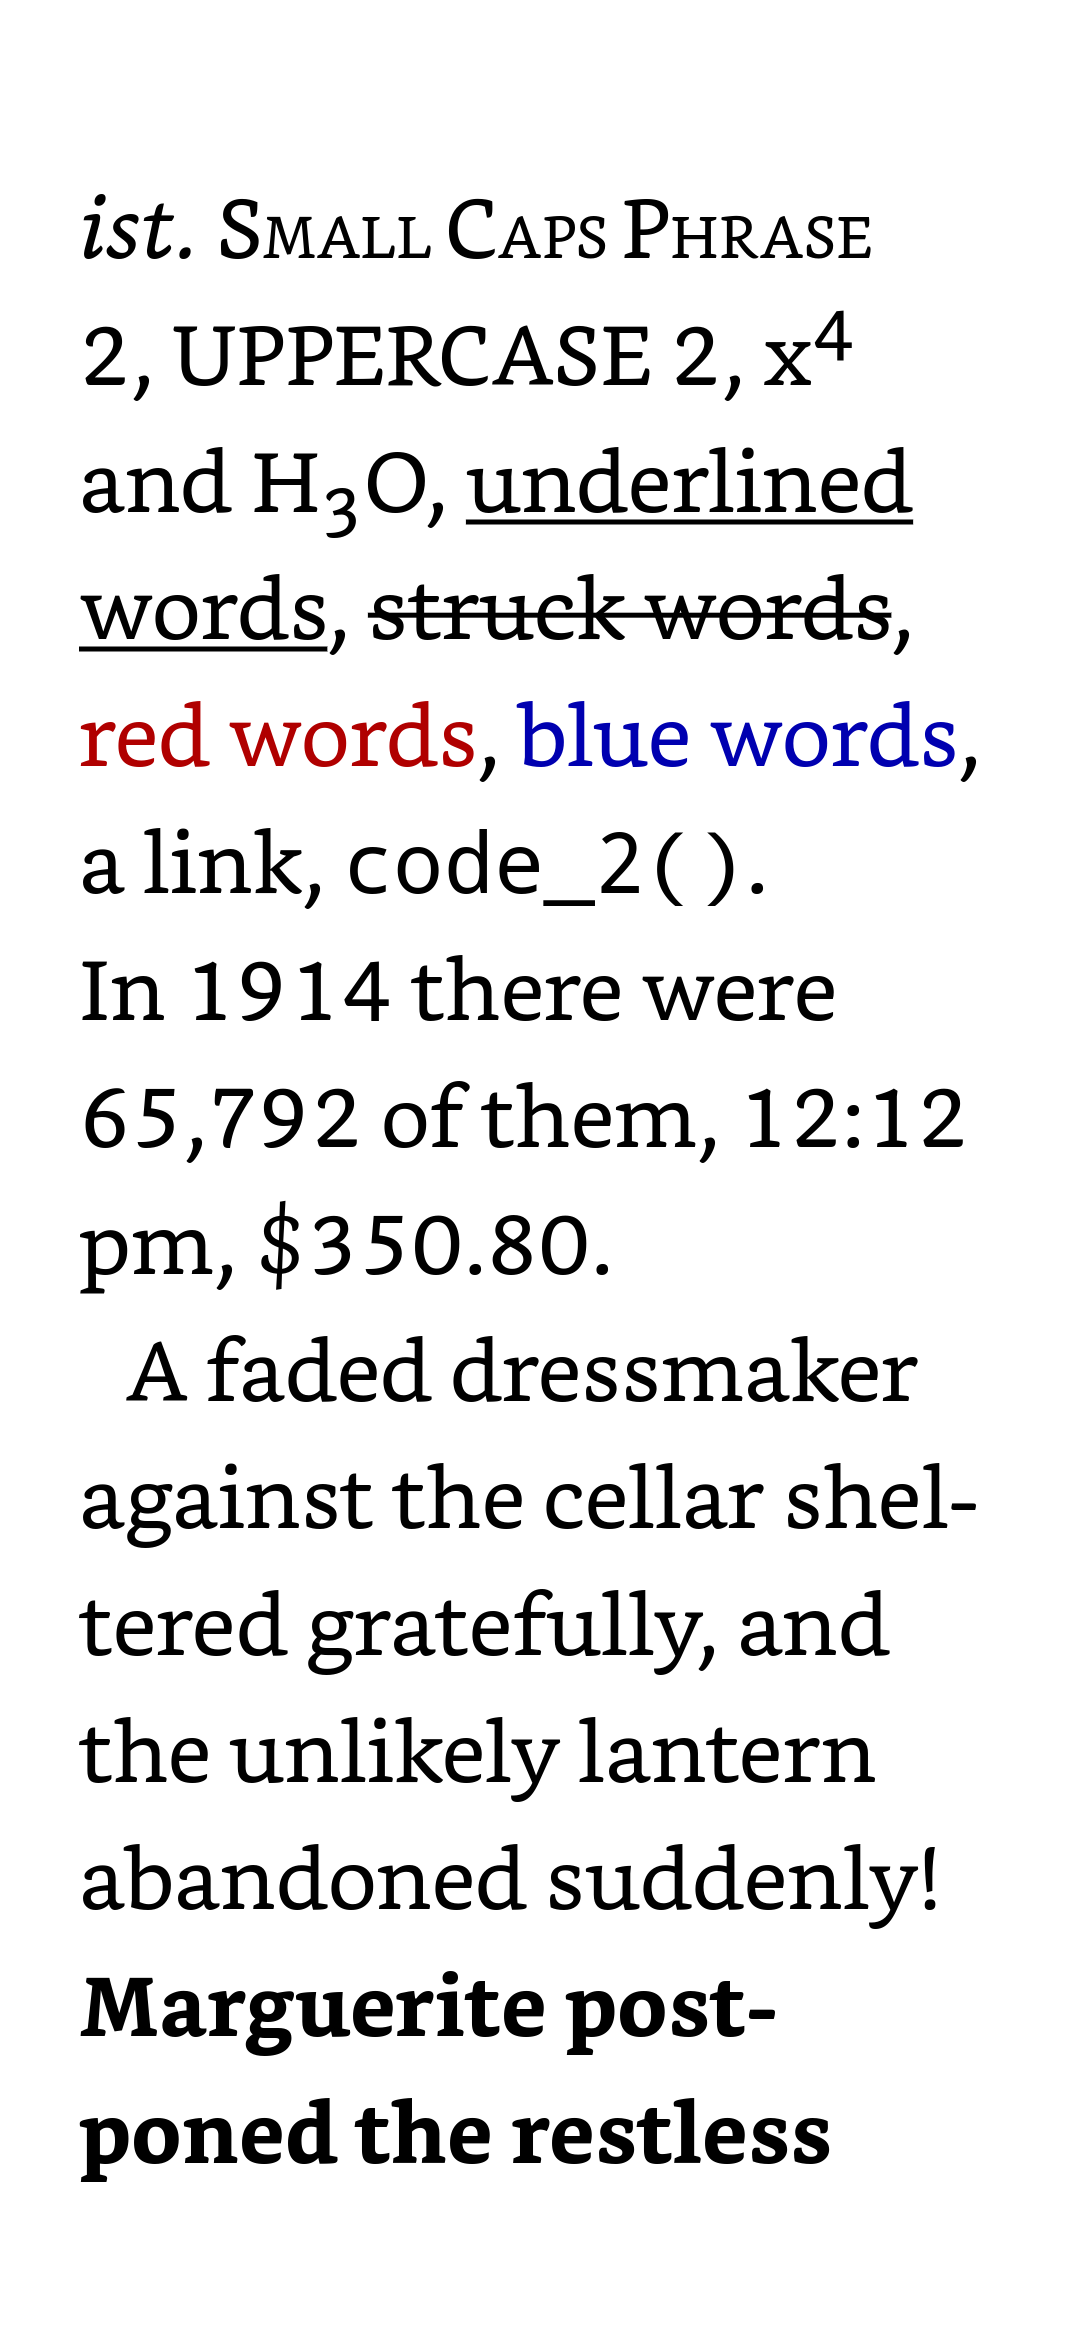 ist. Small Caps Phrase
2, UPPERCASE 2, x⁴
and H₃O, underlined
words, struck words,
red words, blue words,
a link, code_2().
In 1914 there were
65,792 of them, 12:12
pm, $350.80.
A faded dressmaker
against the cellar shel-
tered gratefully, and
the unlikely lantern
abandoned suddenly!
Marguerite post-
poned the restless